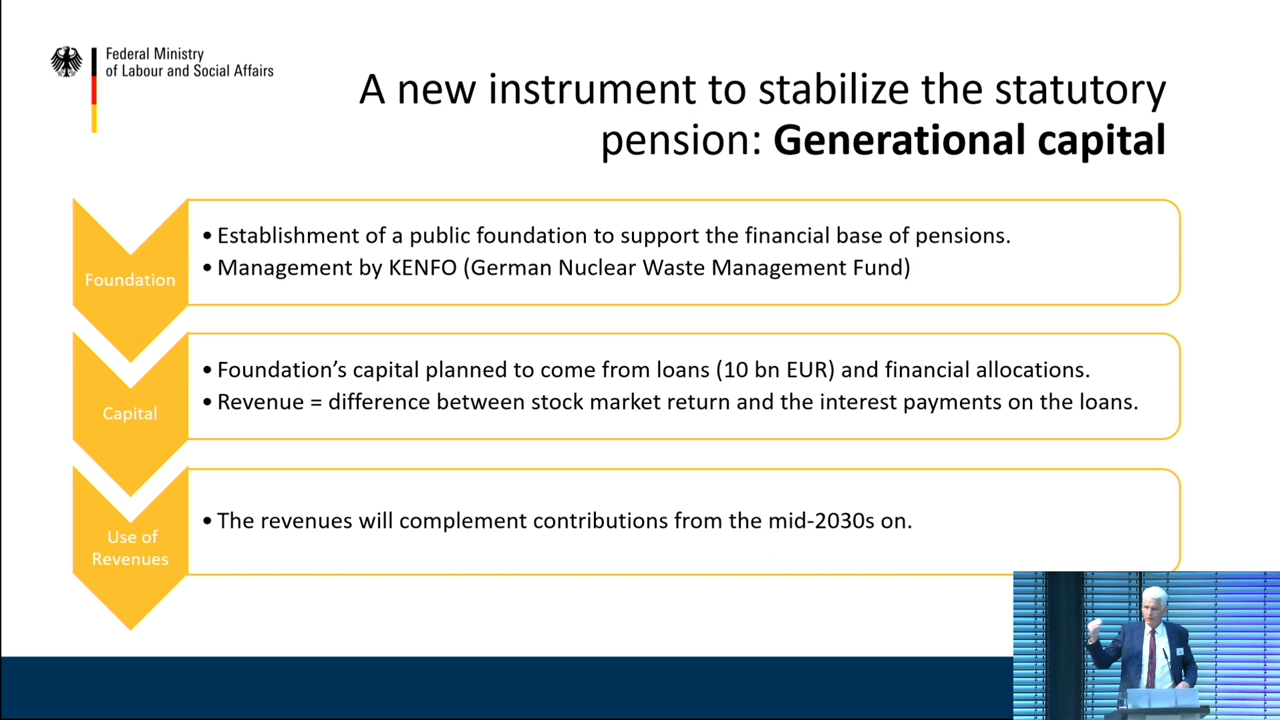 Federal Ministry
of Labour and Social Affairs
A new instrument to stabilize the statutory
pension: Generational capital
Foundation
• Establishment of a public foundation to support the financial base of pensions.
• Management by KENFO (German Nuclear Waste Management Fund)
Capital
• Foundation’s capital planned to come from loans (10 bn EUR) and financial allocations.
• Revenue = difference between stock market return and the interest payments on the loans.
Use of
Revenues
• The revenues will complement contributions from the mid-2030s on.